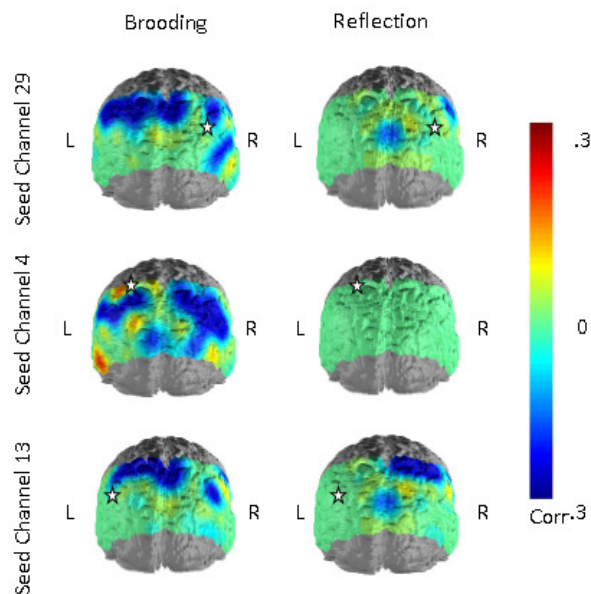 Brooding Reflection
Seed Channel 29
L R L R
.3
Seed Channel 4
L R L R
0
Seed Channel 13
L R L R
Corr.3